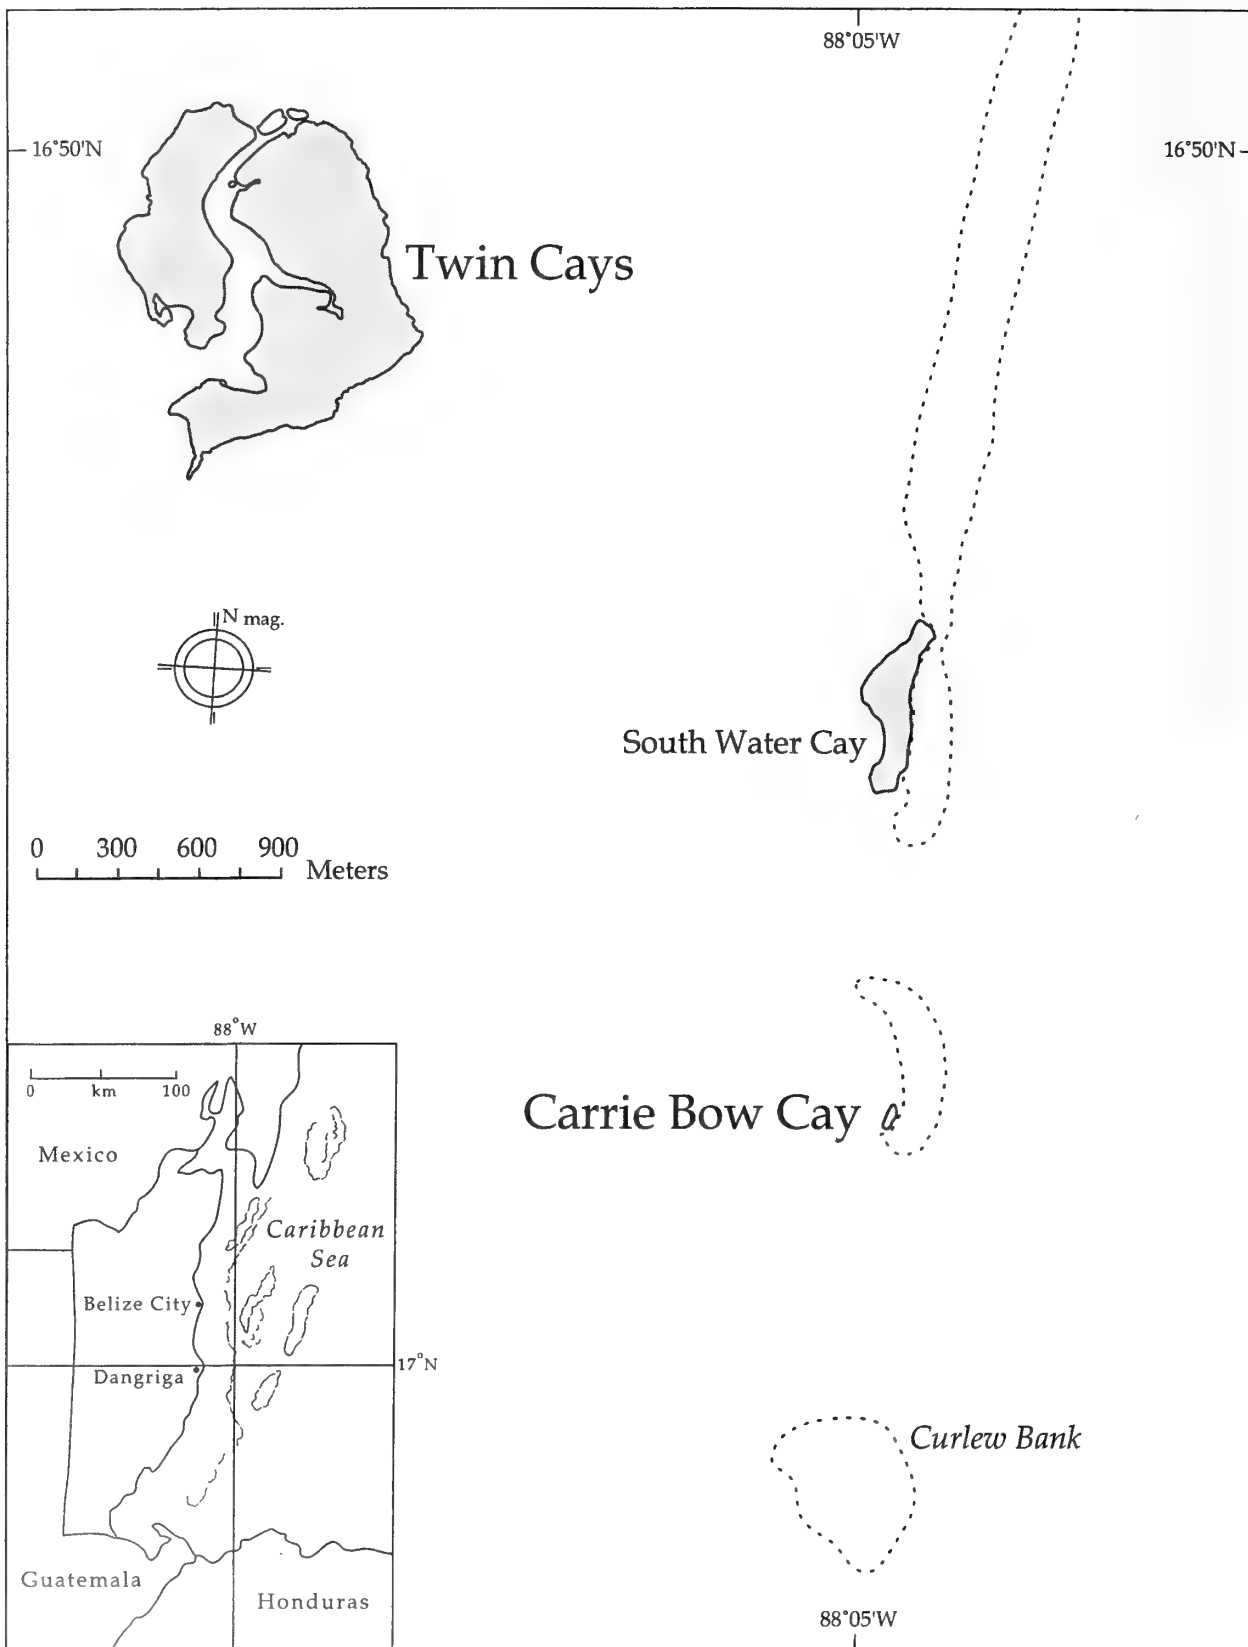 88°05'W
16°50'N
16°50'N
Twin Cays
N mag.
South Water Cay
0 300 600 900
Meters
88°W
0 km 100
Carrie Bow Cay
Mexico
Caribbean
Sea
Belize City
17°N
Dangriga
Curlew Bank
Guatemala
Honduras
88°05'W